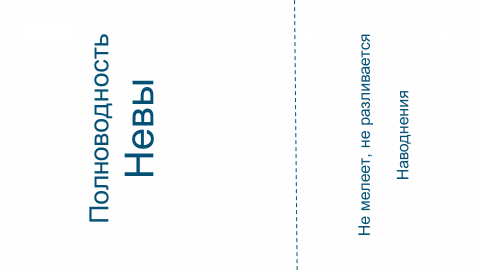 Полноводность
Невы
Не мелеет, не разливается
Наводнения